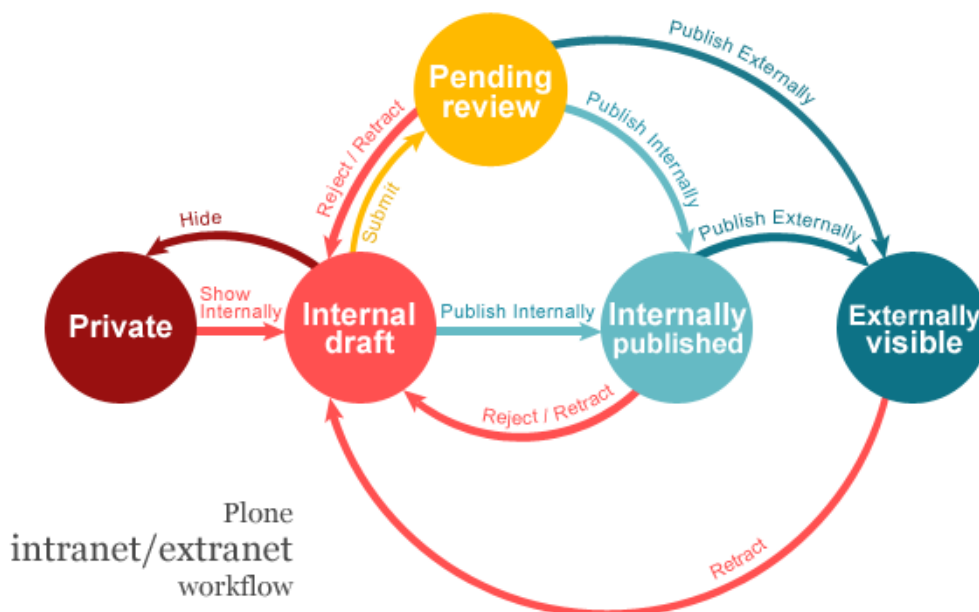 Pending
review
Publish Externally
Publish Internally
Reject / Retract
Submit
Hide
Publish Externally
Private
Show
Internally
Internal
draft
Publish Internally
Internally
published
Externally
visible
Reject / Retract
Retract
Plone
intranet/extranet
workflow